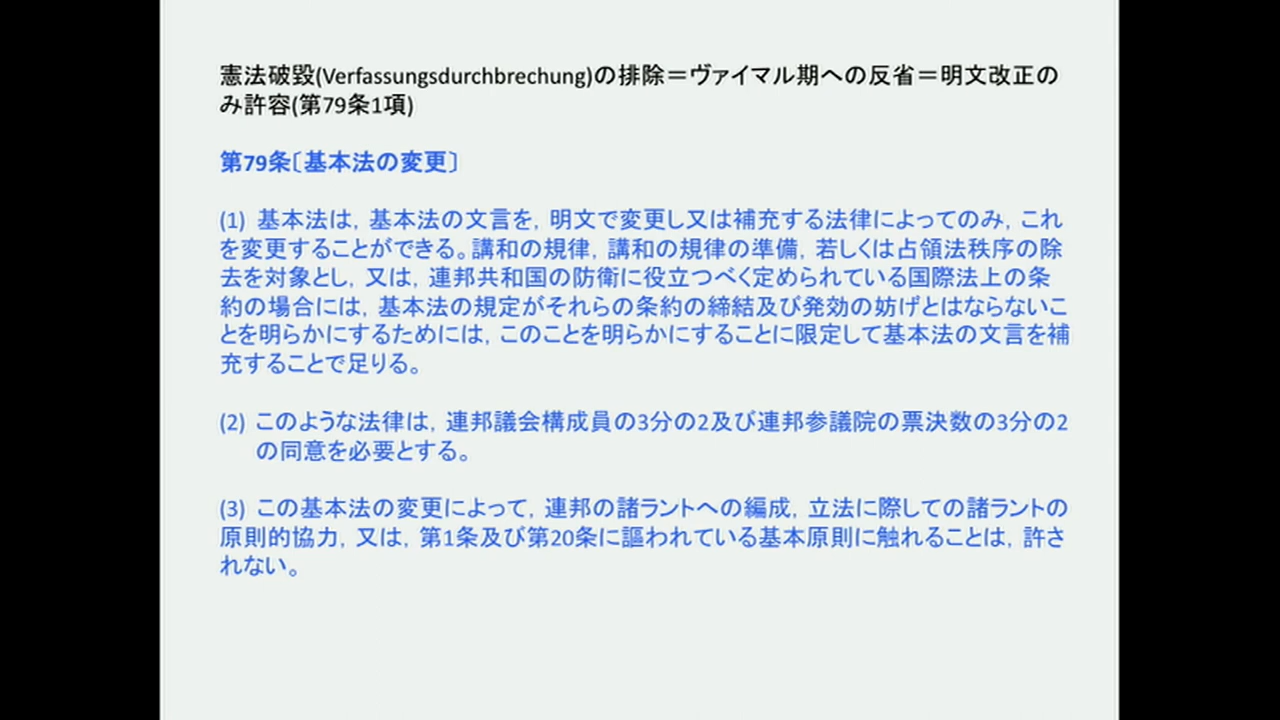 憲法破毀(Verfassungsdurchbrechung)の排除＝ヴァイマル期への反省＝明文改正の
み許容(第79条1項)
第79条〔基本法の変更〕
(1) 基本法は，基本法の文言を，明文で変更し又は補充する法律によってのみ，これ
を変更することができる。講和の規律，講和の規律の準備，若しくは占領法秩序の除
去を対象とし，又は，連邦共和国の防衛に役立つべく定められている国際法上の条
約の場合には，基本法の規定がそれらの条約の締結及び発効の妨げとはならないこ
とを明らかにするためには，このことを明らかにすることに限定して基本法の文言を補
充することで足りる。
(2) このような法律は，連邦議会構成員の3分の2及び連邦参議院の票決数の3分の2
の同意を必要とする。
(3) この基本法の変更によって，連邦の諸ラントへの編成，立法に際しての諸ラントの
原則的協力，又は，第1条及び第20条に謳われている基本原則に触れることは，許さ
れない。